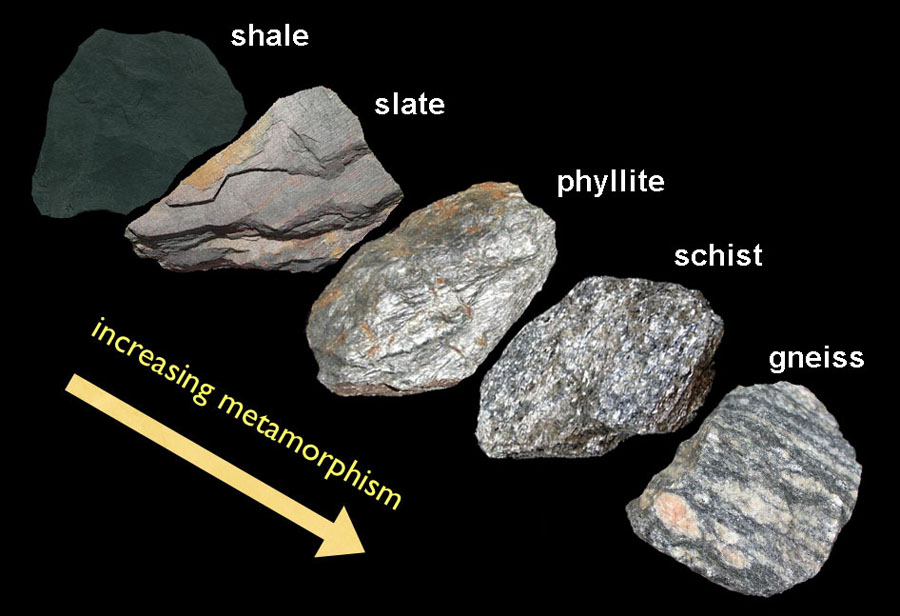 shale
slate
phyllite
schist
gneiss
increasing metamorphism